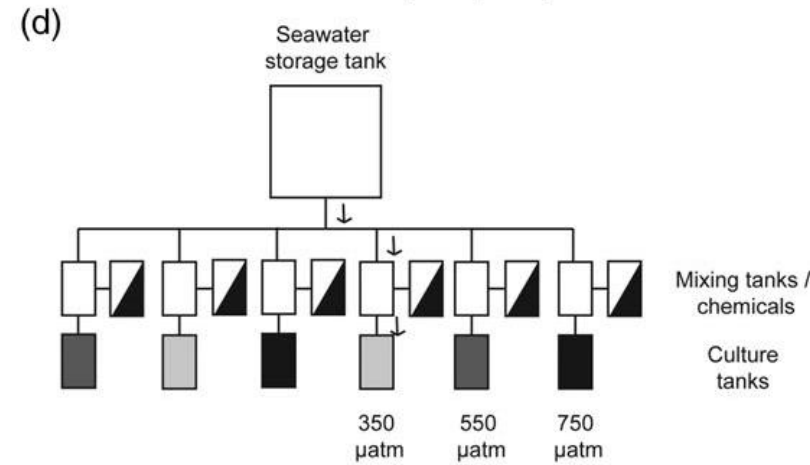 (d)
Seawater
storage tank
Mixing tanks /
chemicals
Culture
tanks
350
µatm
550
µatm
750
µatm